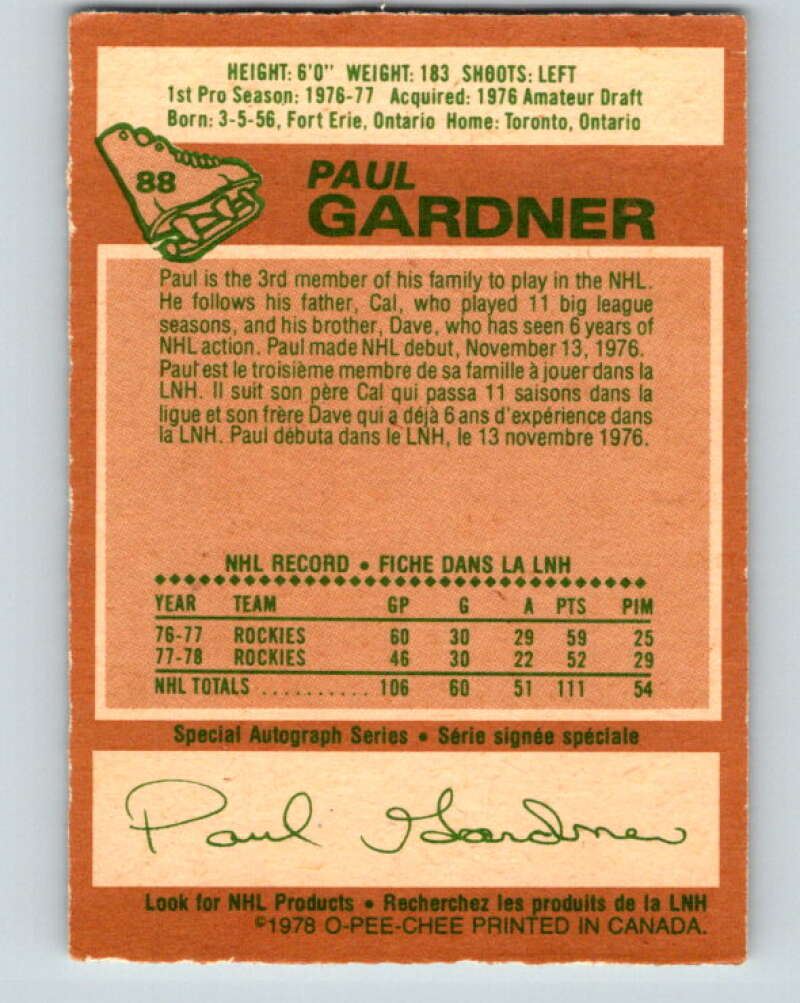 HEIGHT: 6'0" WEIGHT: 183 SHOOTS: LEFT
1st Pro Season: 1976-77 Acquired: 1976 Amateur Draft
Born: 3-5-56, Fort Erie, Ontario Home: Toronto, Ontario
88
PAUL
GARDNER
Paul is the 3rd member of his family to play in the NHL.
He follows his father, Cal, who played 11 big league
seasons, and his brother, Dave, who has seen 6 years of
NHL action. Paul made NHL debut, November 13, 1976.
Paul est le troisième membre de sa famille à jouer dans la
LNH. Il suit son père Cal qui passa 11 saisons dans la
ligue et son frère Dave qui a déjà 6 ans d'expérience dans
la LNH. Paul débuta dans le LNH, le 13 novembre 1976.
NHL RECORD • FICHE DANS LA LNH
YEAR TEAM GP G A PTS PIM
76-77 ROCKIES 60 30 29 59 25
77-78 ROCKIES 46 30 22 52 29
NHL TOTALS .......... 106 60 51 111 54
Special Autograph Series • Série signée spéciale
Paul Gardner
Look for NHL Products • Recherchez les produits de la LNH
©1978 O-PEE-CHEE PRINTED IN CANADA.